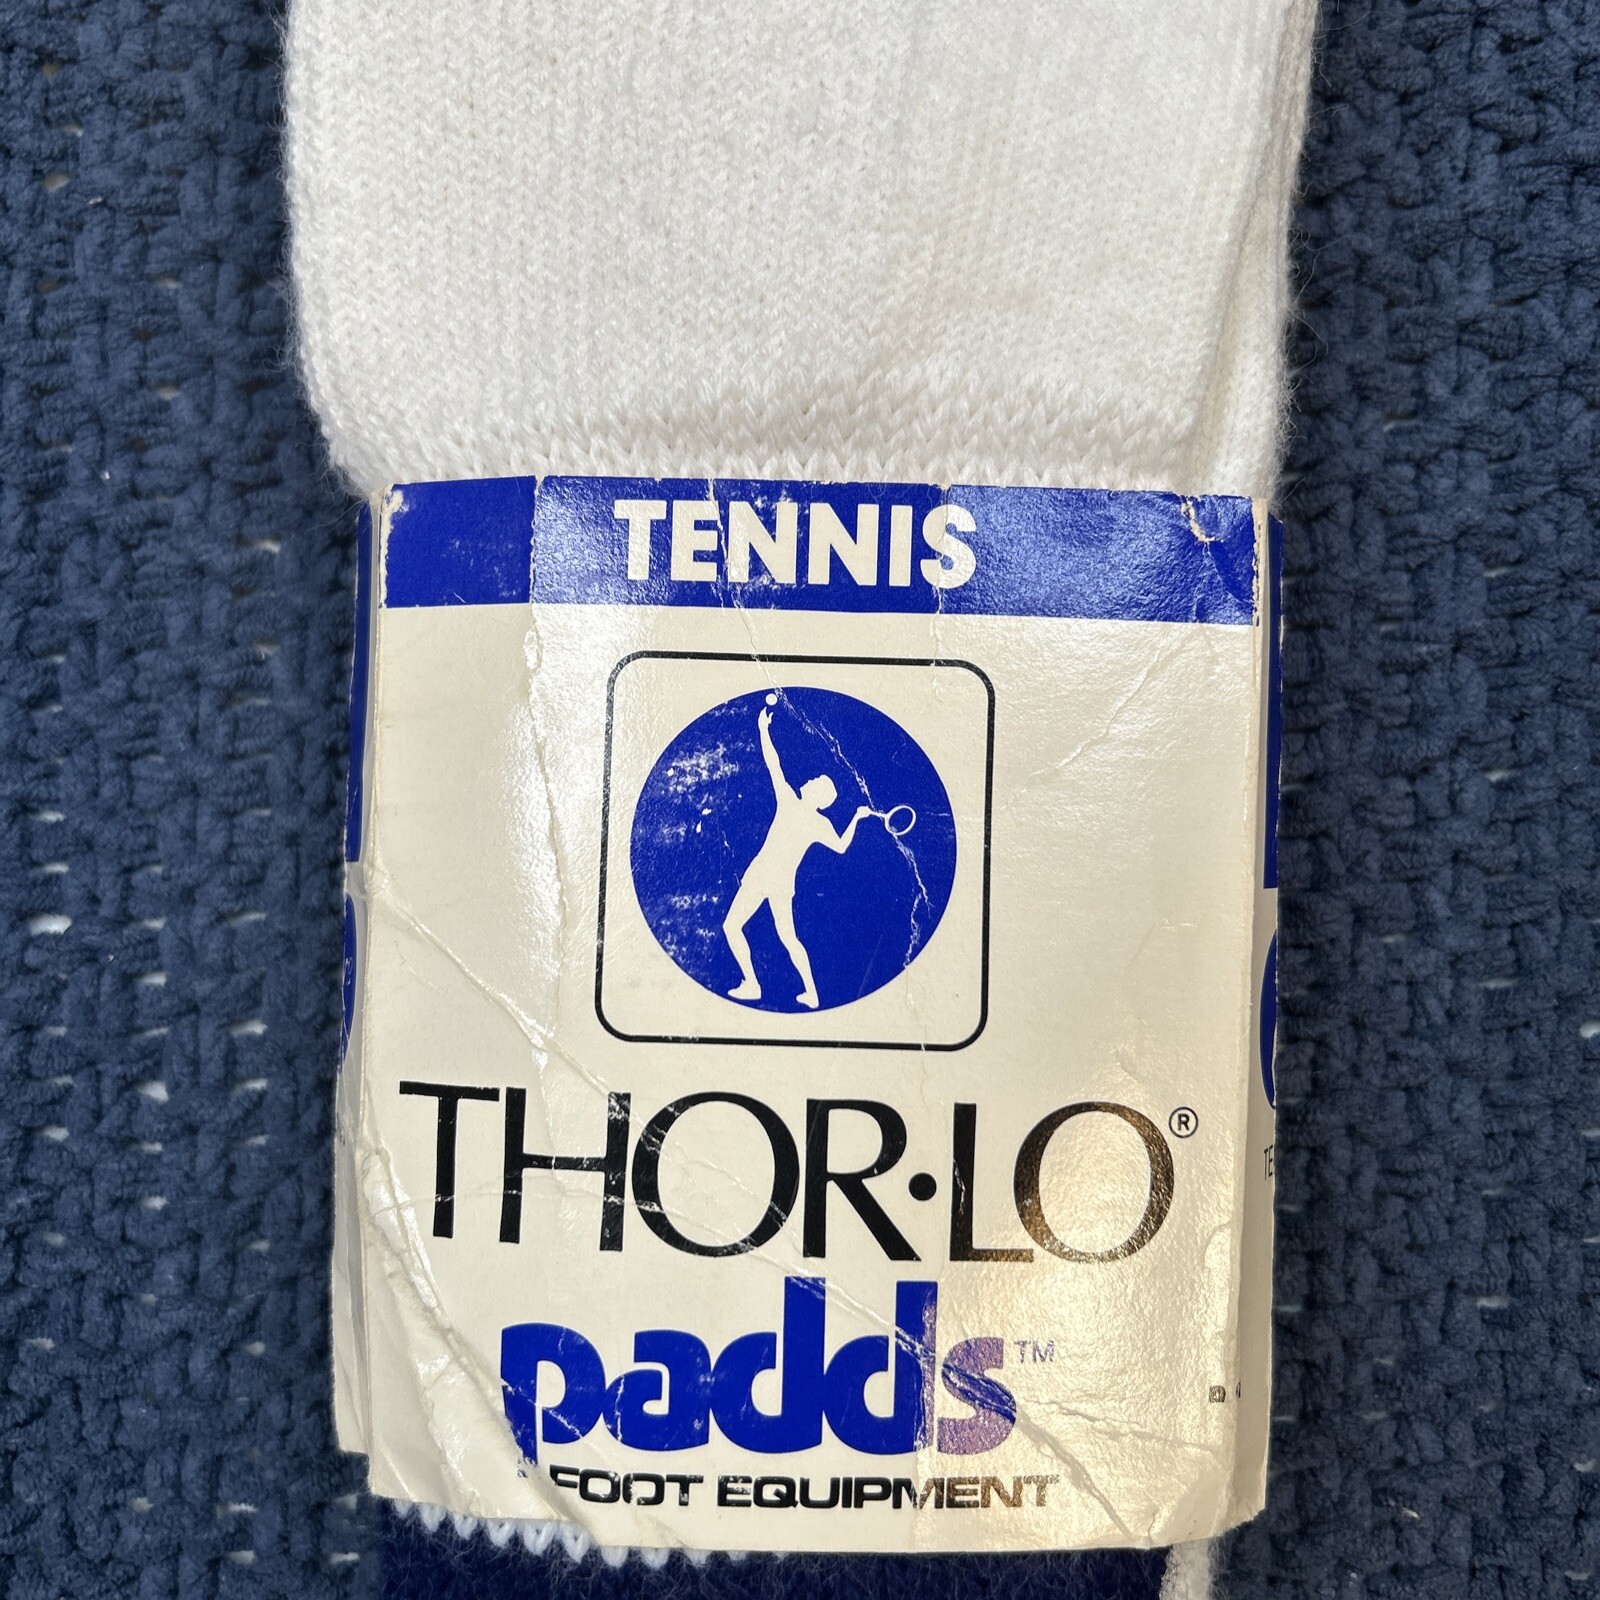 TENNIS
THOR·LO®
padds™
FOOT EQUIPMENT